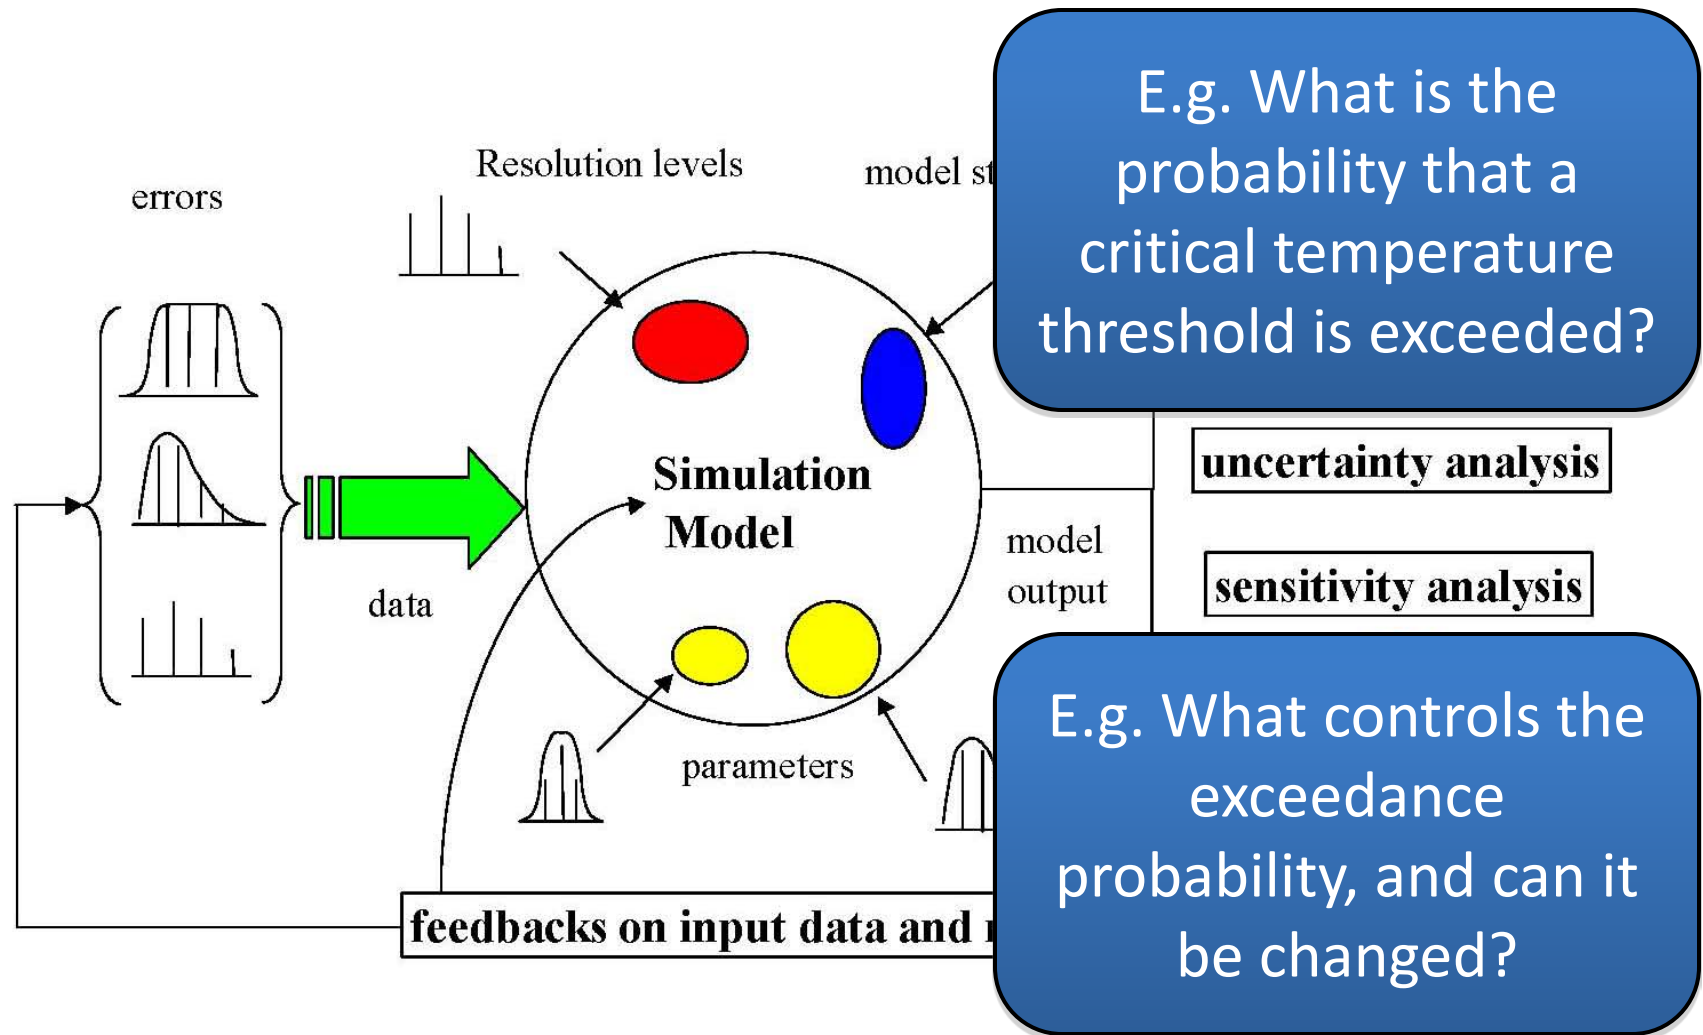 E.g. What is the
probability that a
critical temperature
threshold is exceeded?
Resolution levels
model
errors
uncertainty analysis
Simulation
Model
model
output
data
sensitivity analysis
parameters
E.g. What controls the
exceedance
probability, and can it
be changed?
feedbacks on input data and